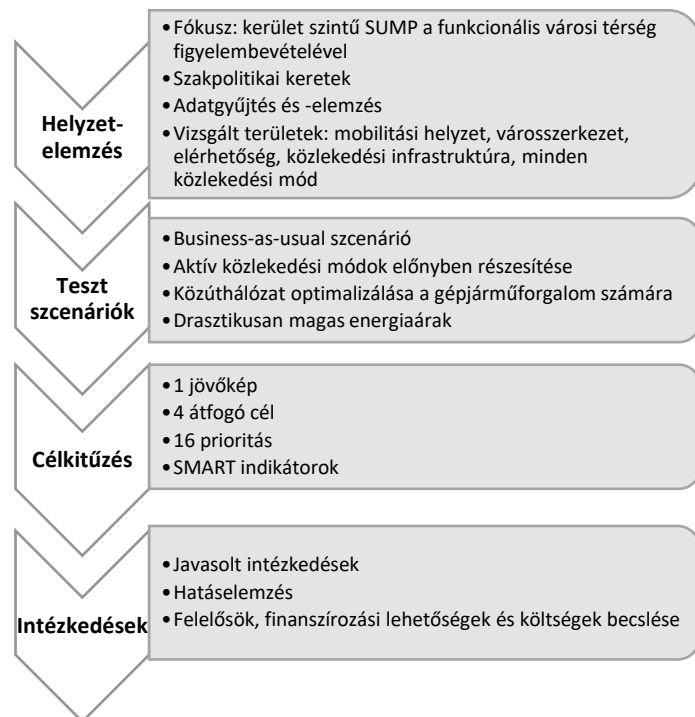 Helyzet-
elemzés
•Fókusz: kerület szintű SUMP a funkcionális városi térség
figyelembevételével
•Szakpolitikai keretek
•Adatgyűjtés és -elemzés
•Vizsgált területek: mobilitási helyzet, városszerkezet,
elérhetőség, közlekedési infrastruktúra, minden
közlekedési mód
Teszt
szcenáriók
•Business-as-usual szcenárió
•Aktív közlekedési módok előnyben részesítése
•Közúthálózat optimalizálása a gépjárműforgalom számára
•Drasztikusan magas energiaárak
Célkitűzés
•1 jövőkép
•4 átfogó cél
•16 prioritás
•SMART indikátorok
Intézkedések
•Javasolt intézkedések
•Hatáselemzés
•Felelősök, finanszírozási lehetőségek és költségek becslése